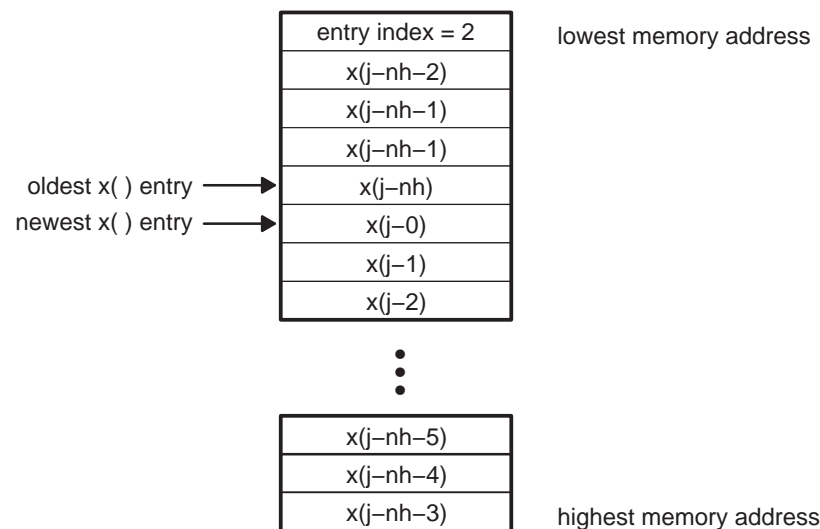 entry index = 2 lowest memory address
x(j−nh−2)
x(j−nh−1)
x(j−nh−1)
oldest x( ) entry x(j−nh)
newest x( ) entry x(j−0)
x(j−1)
x(j−2)
x(j−nh−5)
x(j−nh−4)
x(j−nh−3) highest memory address